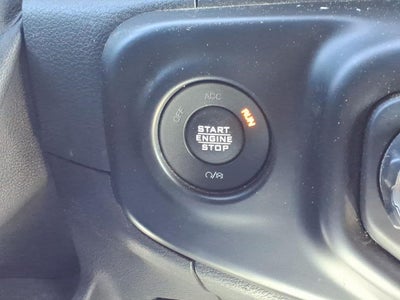 OFF
ACC
RUN
START
ENGINE
STOP